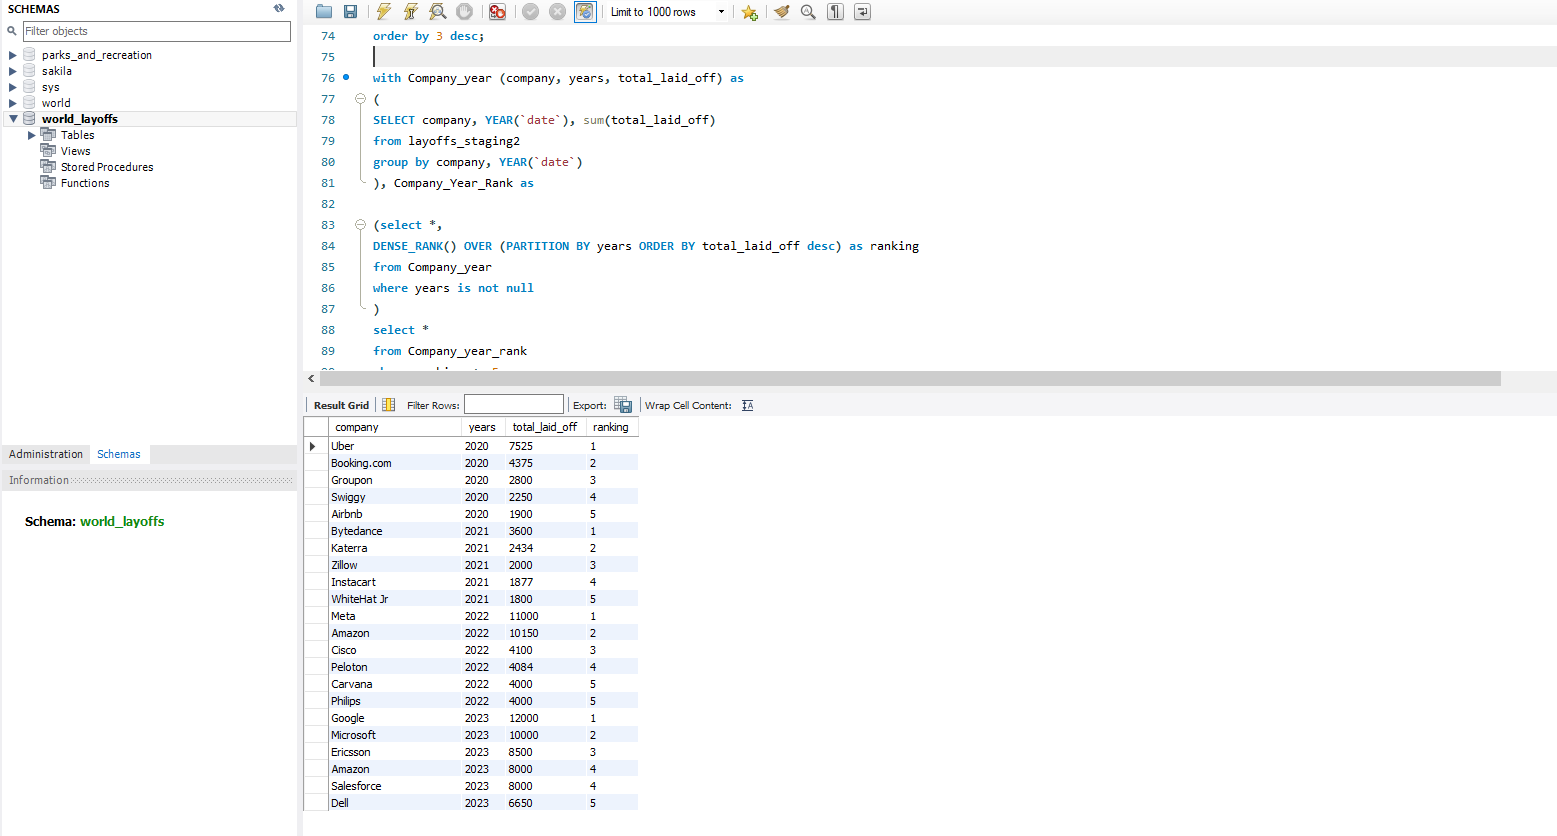 SCHEMAS
Filter objects
parks_and_recreation
sakila
sys
world
world_layoffs
Tables
Views
Stored Procedures
Functions
Administration Schemas
Information
Schema: world_layoffs
Limit to 1000 rows
74 order by 3 desc;
75
76 with Company_year (company, years, total_laid_off) as
77 (
78 SELECT company, YEAR(`date`), sum(total_laid_off)
79 from layoffs_staging2
80 group by company, YEAR(`date`)
81 ), Company_Year_Rank as
82
83 (select *,
84 DENSE_RANK() OVER (PARTITION BY years ORDER BY total_laid_off desc) as ranking
85 from Company_year
86 where years is not null
87 )
88 select *
89 from Company_year_rank
Result Grid Filter Rows: Export: Wrap Cell Content:
company years total_laid_off ranking
Uber 2020 7525 1
Booking.com 2020 4375 2
Groupon 2020 2800 3
Swiggy 2020 2250 4
Airbnb 2020 1900 5
Bytedance 2021 3600 1
Katerra 2021 2434 2
Zillow 2021 2000 3
Instacart 2021 1877 4
WhiteHat Jr 2021 1800 5
Meta 2022 11000 1
Amazon 2022 10150 2
Cisco 2022 4100 3
Peloton 2022 4084 4
Carvana 2022 4000 5
Philips 2022 4000 5
Google 2023 12000 1
Microsoft 2023 10000 2
Ericsson 2023 8500 3
Amazon 2023 8000 4
Salesforce 2023 8000 4
Dell 2023 6650 5